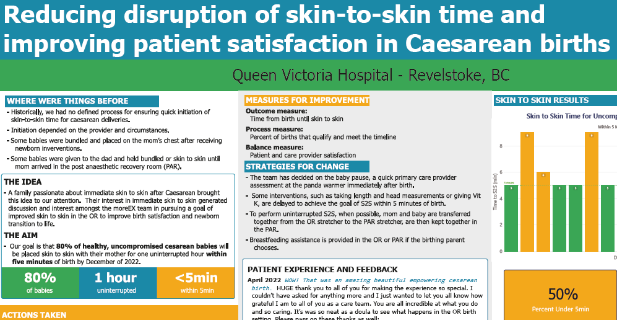 Reducing disruption of skin-to-skin time and
improving patient satisfaction in Caesarean births
Queen Victoria Hospital - Revelstoke, BC
WHERE WERE THINGS BEFORE
• Historically, we had no defined process for ensuring quick initiation of
skin-to-skin time for caesarean deliveries.
• Initiation depended on the provider and circumstances.
• Some babies were bundled and placed on the mom's chest after receiving
newborn inverventions.
• Some babies were given to the dad and held bundled or skin to skin until
mom arrived in the post anaesthetic recovery room (PAR).
THE IDEA
• A family passionate about immediate skin to skin after Caesarean brought
this idea to our attention. Their interest in immediate skin to skin generated
discussion and interest amongst the moreEX team in pursuing a goal of
improved skin to skin in the OR to improve birth satisfaction and newborn
transition to life.
THE AIM
• Our goal is that 80% of healthy, uncompromised cesarean babies will
be placed skin to skin with their mother for one uninterrupted hour within
five minutes of birth by December of 2022.
80%
of babies
1 hour
uninterrupted
<5min
within 5min
ACTIONS TAKEN
MEASURES FOR IMPROVEMENT
Outcome measure:
Time from birth until skin to skin
Process measure:
Percent of births that qualify and meet the timeline
Balance measure:
Patient and care provider satisfaction
STRATEGIES FOR CHANGE
• The team has decided on the baby pause, a quick primary care provider
assessment at the panda warmer immediately after birth.
• Some interventions, such as taking length and head measurements or giving Vit
K, are delayed to achieve the goal of S2S within 5 minutes of birth.
• To perform uninterrupted S2S, when possible, mom and baby are transferred
together from the OR stretcher to the PAR stretcher, are then kept together in
the PAR.
• Breastfeeding assistance is provided in the OR or PAR if the birthing parent
chooses.
PATIENT EXPERIENCE AND FEEDBACK
April 2022 WOW! That was an amazing beautiful empowering cesarean
birth. HUGE thank you to all of you for making the experience so special. I
couldn't have asked for anything more and I just wanted to let you all know how
grateful I am to all of you as a care team. You are all incredible at what you do
and so caring. It's was so neat as a doula to see what happens in the OR birth
setting. Please pass on these thanks as well;
SKIN TO SKIN RESULTS
Skin to Skin Time for Uncomp
Within 5 M
Time to S2S (min)
8
6
4
2
0
50%
Percent Under 5min